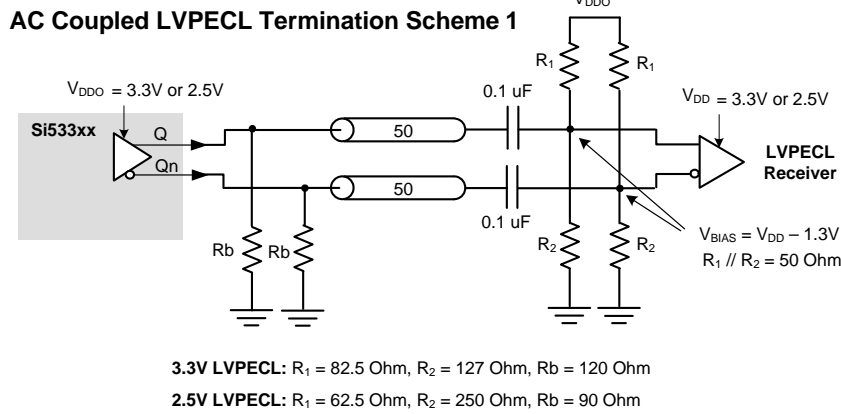 AC Coupled LVPECL Termination Scheme 1
VDDO
R1
R1
VDDO = 3.3V or 2.5V
0.1 uF
VDD = 3.3V or 2.5V
Si533xx
Q
50
Qn
50
LVPECL
Receiver
0.1 uF
Rb
Rb
R2
R2
VBIAS = VDD – 1.3V
R1 // R2 = 50 Ohm
3.3V LVPECL: R1 = 82.5 Ohm, R2 = 127 Ohm, Rb = 120 Ohm
2.5V LVPECL: R1 = 62.5 Ohm, R2 = 250 Ohm, Rb = 90 Ohm